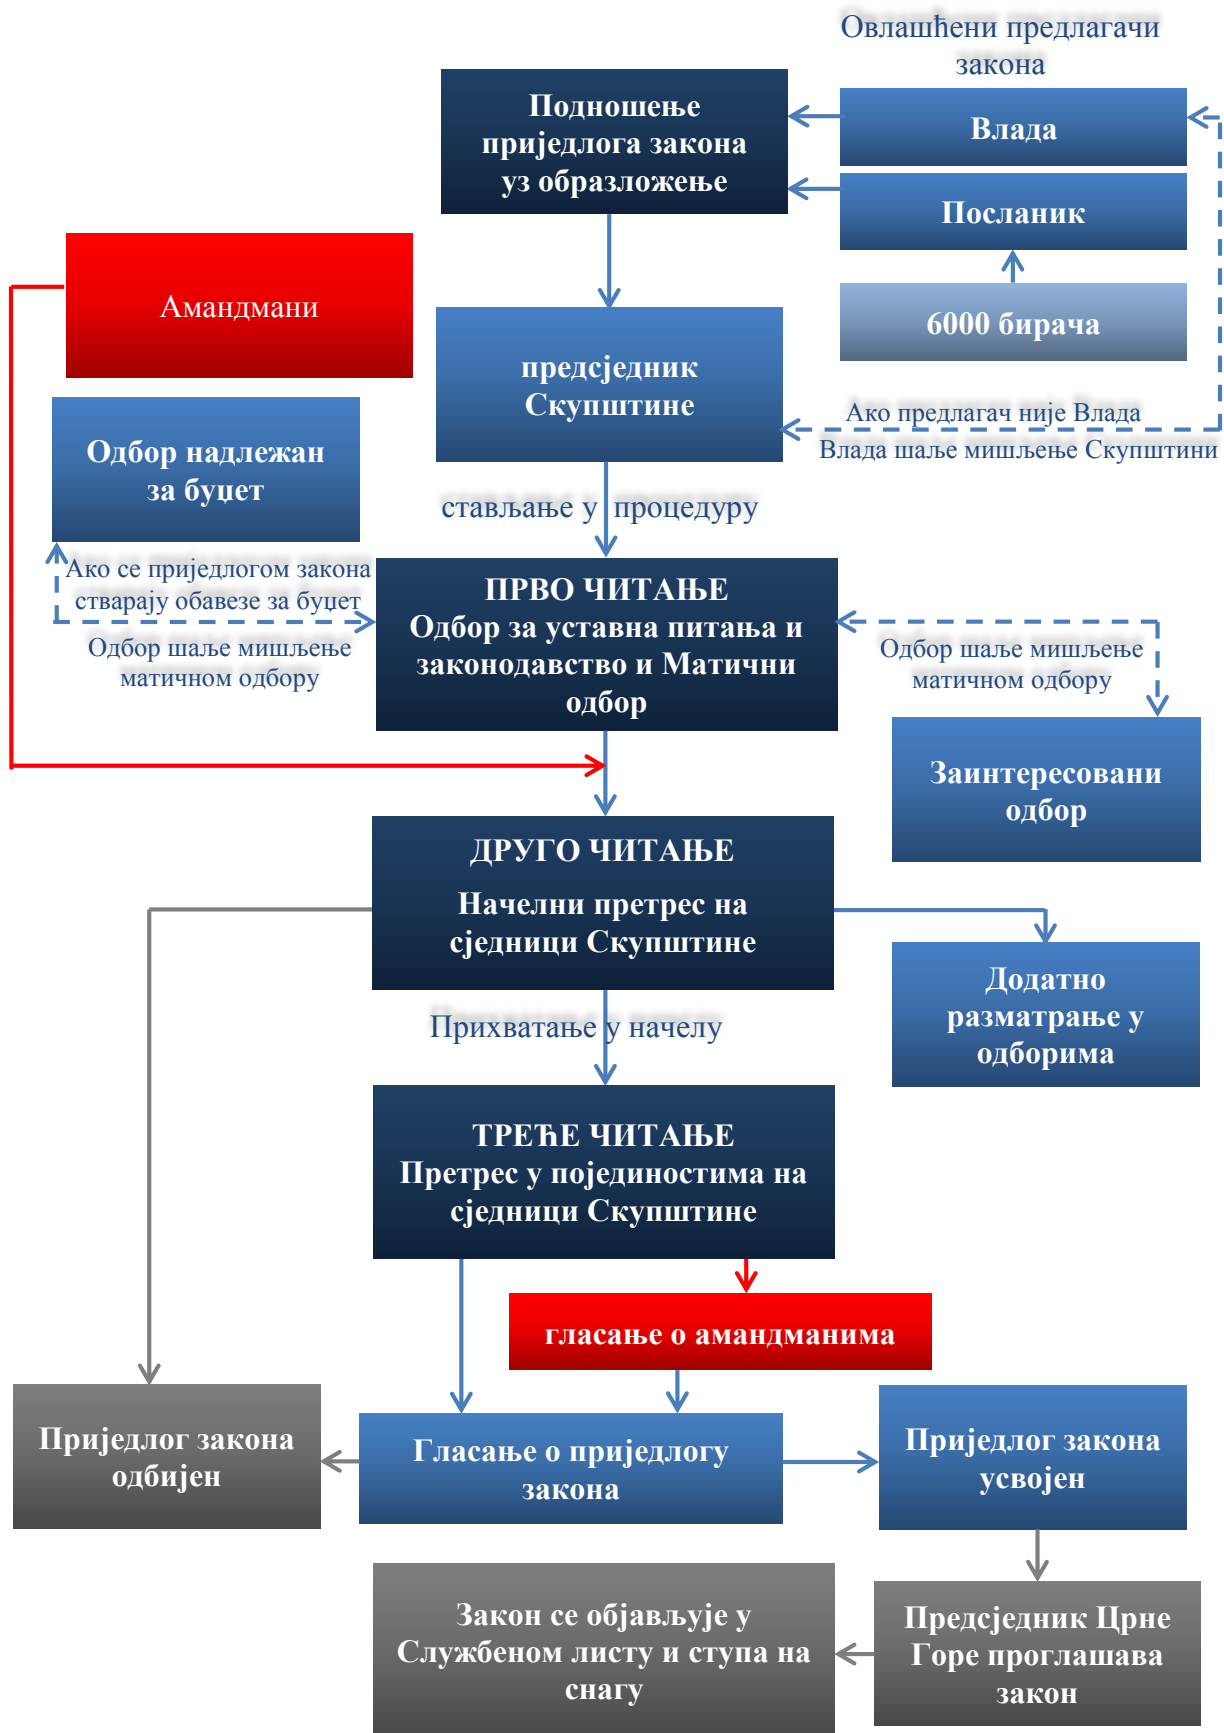 Овлашћени предлагачи
закона
Подношење
приједлога закона
уз образложење
Влада
Посланик
6000 бирача
Амандмани
предсједник
Скупштине
Ако предлагач није Влада
Влада шаље мишљење Скупштини
Одбор надлежан
за буџет
стављање у процедуру
Ако се приједлогом закона
стварају обавезе за буџет
Одбор шаље мишљење
матичном одбору
ПРВО ЧИТАЊЕ
Одбор за уставна питања и
законодавство и Матични
одбор
Одбор шаље мишљење
матичном одбору
Заинтересовани
одбор
ДРУГО ЧИТАЊЕ
Начелни претрес на
сједници Скупштине
Додатно
разматрање у
одборима
Прихватање у начелу
ТРЕЋЕ ЧИТАЊЕ
Претрес у појединостима на
сједници Скупштине
гласање о амандманима
Приједлог закона
одбијен
Гласање о приједлогу
закона
Приједлог закона
усвојен
Закон се објављује у
Службеном листу и ступа на
снагу
Предсједник Црне
Горе проглашава
закон